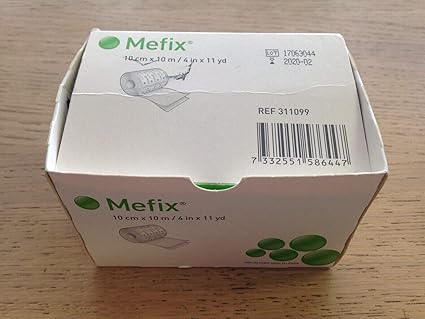 Mefix®
10 cm x 10 m / 4 in x 11 yd
LOT 17063044
2020-02
REF 311099
7 332551 586447
Mefix®
10 cm x 10 m / 4 in x 11 yd